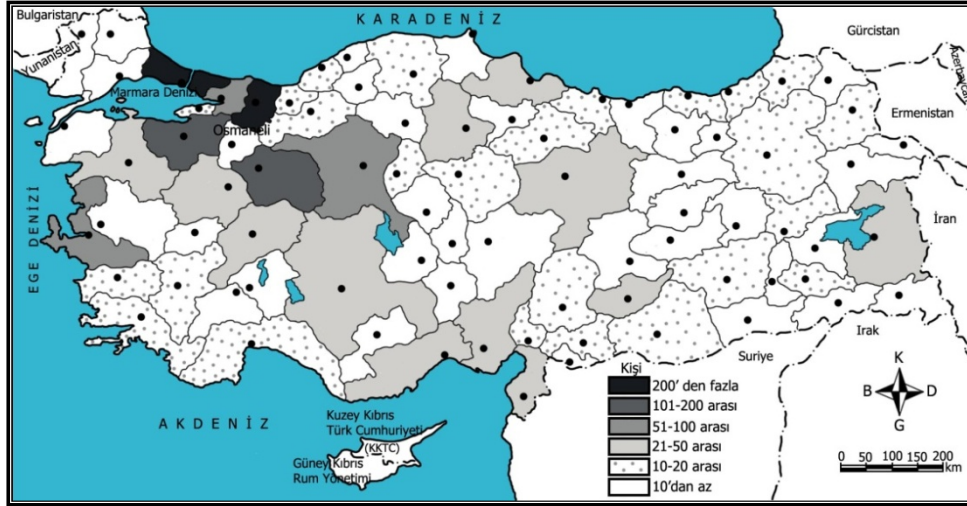 Bulgaristan
KARADENİZ
Gürcistan
Yunanistan
Azerbaycan
Marmara Denizi
Ermenistan
Osmaneli
EGE DENİZİ
İran
Irak
Suriye
AKDENİZ
Kuzey Kıbrıs
Türk Cumhuriyeti
(KKTC)
Güney Kıbrıs
Rum Yönetimi
Kişi
200' den fazla
101-200 arası
51-100 arası
21-50 arası
10-20 arası
10'dan az
K
B D
G
0 50 100 150 200
km